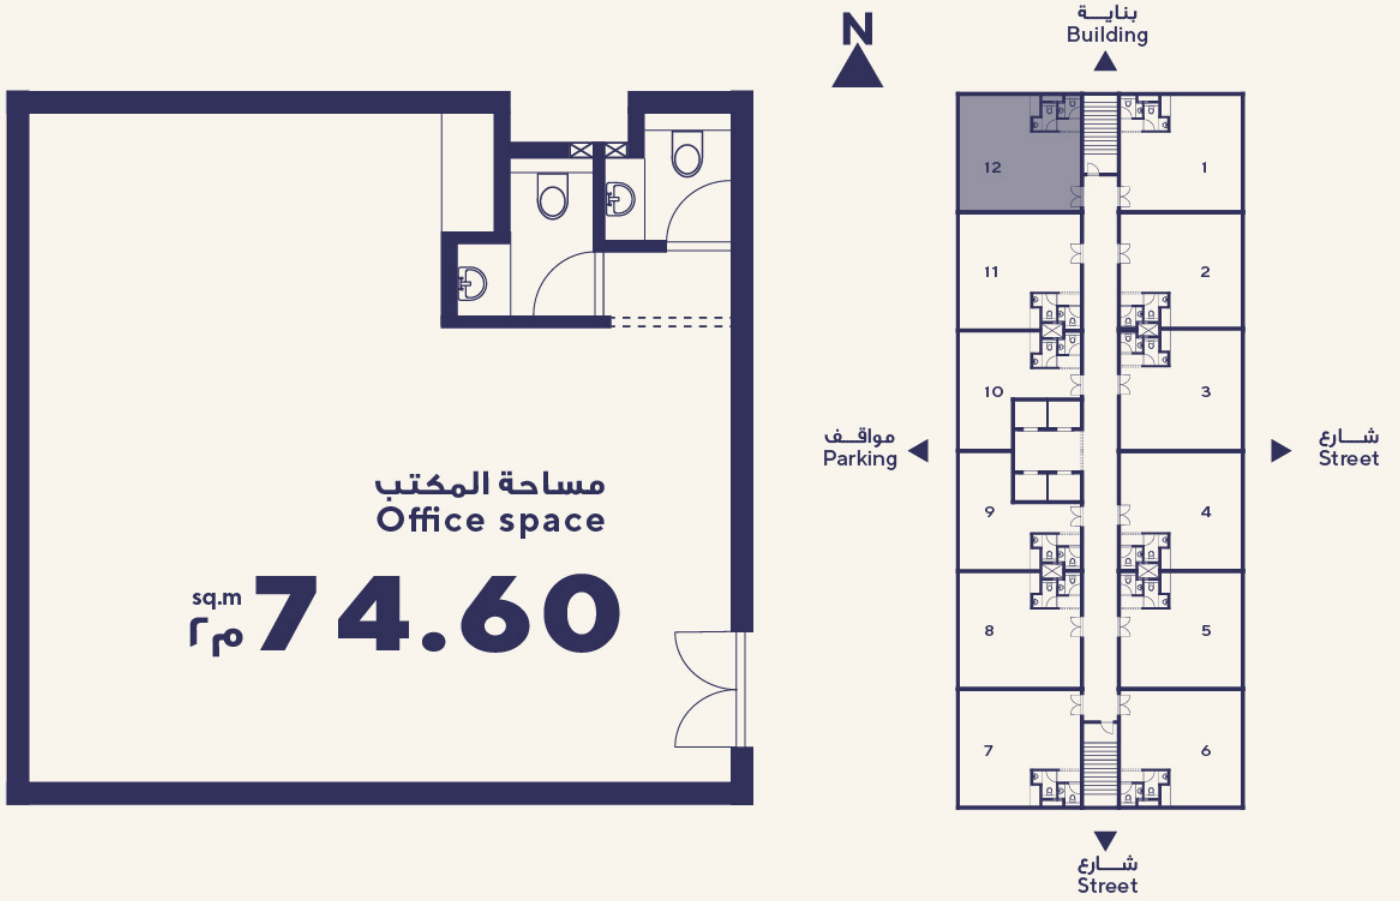 مساحة المكتب
Office space
sq.m
م٢
74.60
N
بناية
Building
12
1
11
2
10
3
مواقف
Parking
شارع
Street
9
4
8
5
7
6
شارع
Street